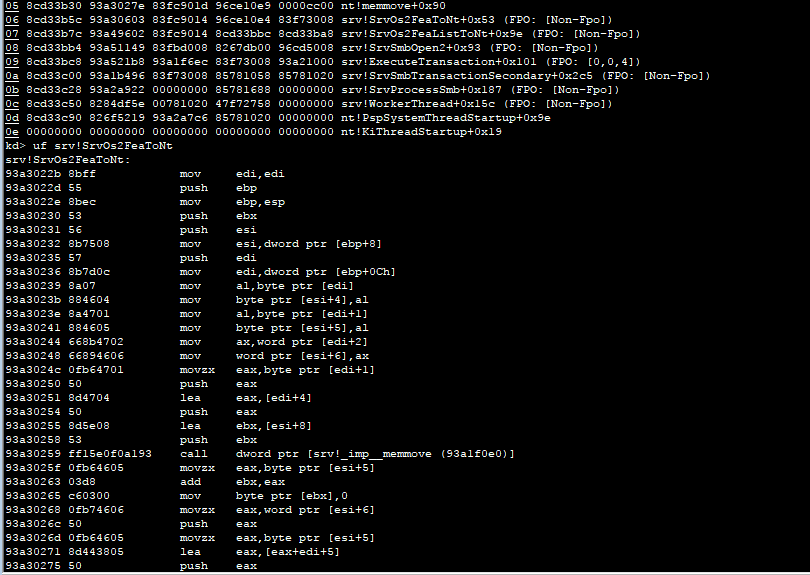 05 8cd33b30 93a3027e 83fc901d 96ce10e9 0000cc00 nt!memmove+0x90
06 8cd33b5c 93a30603 83fc9014 96ce10e4 83f73008 srv!SrvOs2FeaToNt+0x53 (FPO: [Non-Fpo])
07 8cd33b7c 93a49602 83fc9014 8cd33bbc 8cd33ba8 srv!SrvOs2FeaListToNt+0x9e (FPO: [Non-Fpo])
08 8cd33bb4 93a51149 83fbd008 8267db00 96cd5008 srv!SrvSmbOpen2+0x93 (FPO: [Non-Fpo])
09 8cd33bc8 93a521b8 93a1f6ec 83f73008 93a21000 srv!ExecuteTransaction+0x101 (FPO: [0,0,4])
0a 8cd33c00 93a1b496 83f73008 85781058 85781020 srv!SrvSmbTransactionSecondary+0x2c5 (FPO: [Non-Fpo])
0b 8cd33c28 93a2a922 00000000 85781688 00000000 srv!SrvProcessSmb+0x187 (FPO: [Non-Fpo])
0c 8cd33c50 8284df5e 00781020 47f72758 00000000 srv!WorkerThread+0x15c (FPO: [Non-Fpo])
0d 8cd33c90 826f5219 93a2a7c6 85781020 00000000 nt!PspSystemThreadStartup+0x9e
0e 00000000 00000000 00000000 00000000 00000000 nt!KiThreadStartup+0x19
kd> uf srv!SrvOs2FeaToNt
srv!SrvOs2FeaToNt:
93a3022b 8bff mov edi,edi
93a3022d 55 push ebp
93a3022e 8bec mov ebp,esp
93a30230 53 push ebx
93a30231 56 push esi
93a30232 8b7508 mov esi,dword ptr [ebp+8]
93a30235 57 push edi
93a30236 8b7d0c mov edi,dword ptr [ebp+0Ch]
93a30239 8a07 mov al,byte ptr [edi]
93a3023b 884604 mov byte ptr [esi+4],al
93a3023e 8a4701 mov al,byte ptr [edi+1]
93a30241 884605 mov byte ptr [esi+5],al
93a30244 668b4702 mov ax,word ptr [edi+2]
93a30248 66894606 mov word ptr [esi+6],ax
93a3024c 0fb64701 movzx eax,byte ptr [edi+1]
93a30250 50 push eax
93a30251 8d4704 lea eax,[edi+4]
93a30254 50 push eax
93a30255 8d5e08 lea ebx,[esi+8]
93a30258 53 push ebx
93a30259 ff15e0f0a193 call dword ptr [srv!_imp__memmove (93a1f0e0)]
93a3025f 0fb64605 movzx eax,byte ptr [esi+5]
93a30263 03d8 add ebx,eax
93a30265 c60300 mov byte ptr [ebx],0
93a30268 0fb74606 movzx eax,word ptr [esi+6]
93a3026c 50 push eax
93a3026d 0fb64605 movzx eax,byte ptr [esi+5]
93a30271 8d443805 lea eax,[eax+edi+5]
93a30275 50 push eax